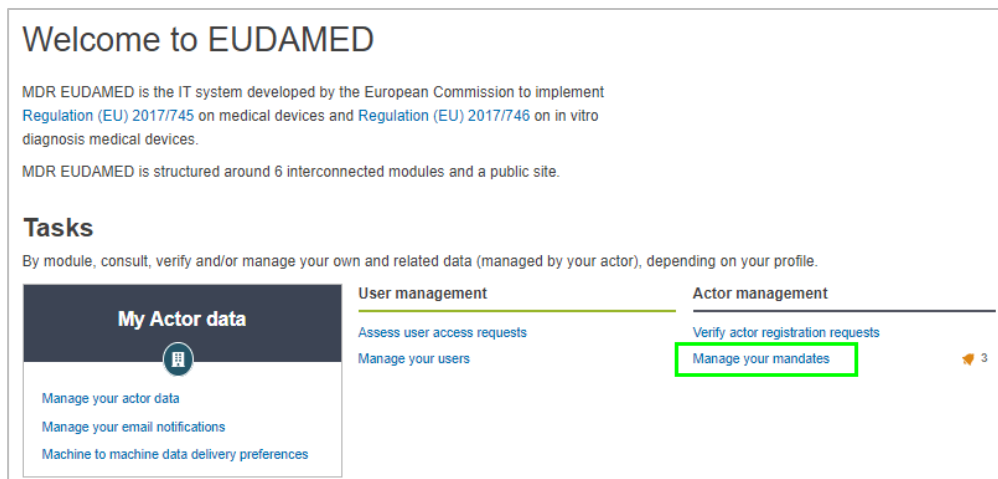 Welcome to EUDAMED
MDR EUDAMED is the IT system developed by the European Commission to implement
Regulation (EU) 2017/745 on medical devices and Regulation (EU) 2017/746 on in vitro
diagnosis medical devices.
MDR EUDAMED is structured around 6 interconnected modules and a public site.
Tasks
By module, consult, verify and/or manage your own and related data (managed by your actor), depending on your profile.
My Actor data
Manage your actor data
Manage your email notifications
Machine to machine data delivery preferences
User management
Assess user access requests
Manage your users
Actor management
Verify actor registration requests
Manage your mandates 3